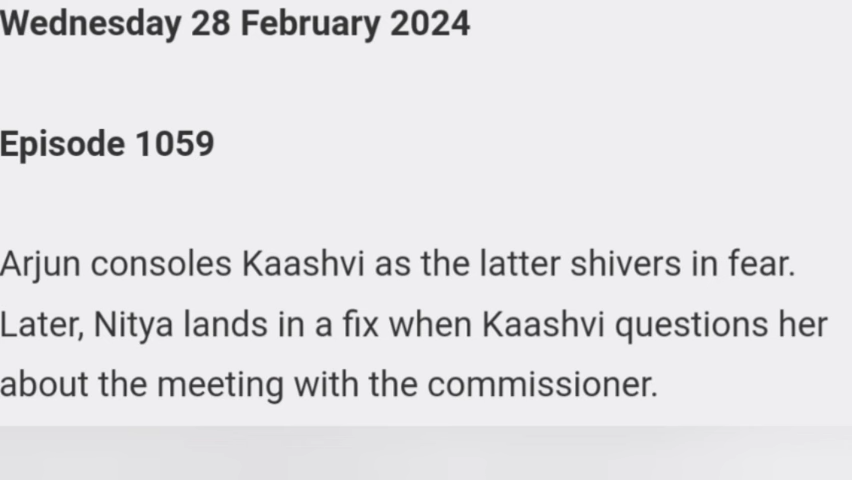 Wednesday 28 February 2024
Episode 1059
Arjun consoles Kaashvi as the latter shivers in fear.
Later, Nitya lands in a fix when Kaashvi questions her
about the meeting with the commissioner.